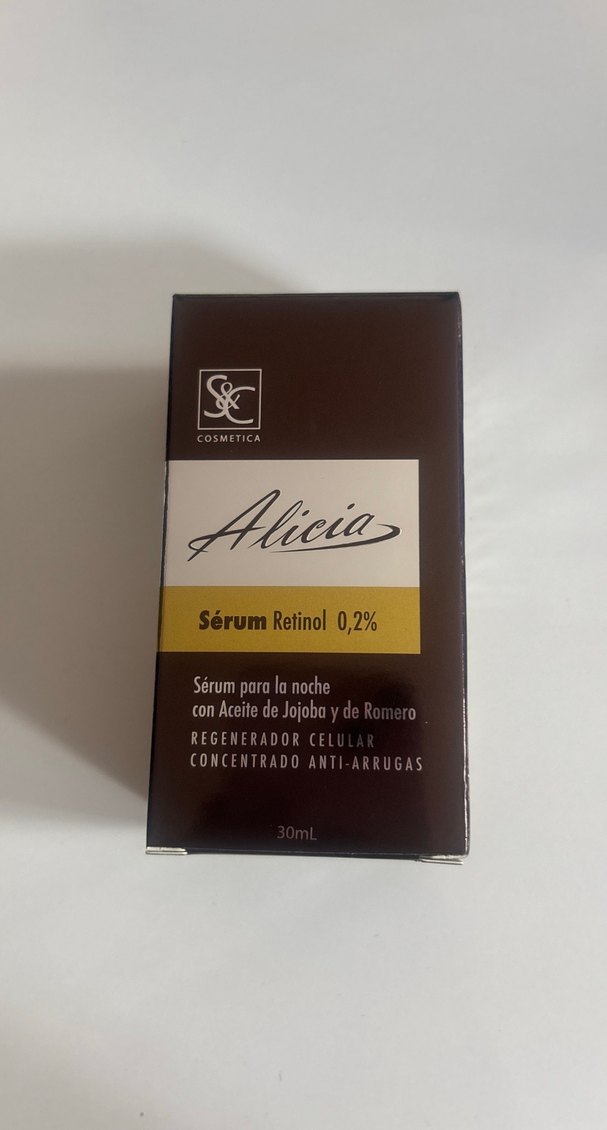 S&C
COSMETICA
Alicia
Sérum Retinol 0,2%
Sérum para la noche
con Aceite de Jojoba y de Romero
REGENERADOR CELULAR
CONCENTRADO ANTI-ARRUGAS
30mL